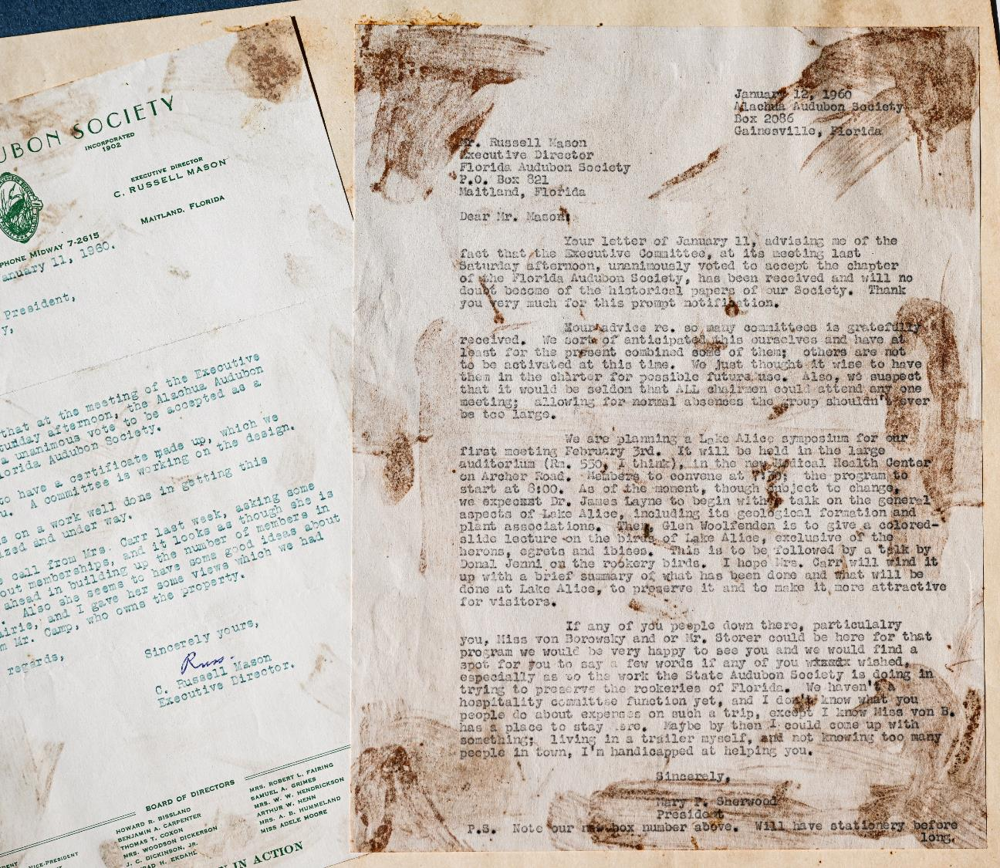 UBON SOCIETY
INCORPORATED
1902
EXECUTIVE DIRECTOR
C. RUSSELL MASON
MAITLAND, FLORIDA
PHONE MIDWAY 7-2615
anuary 11, 1960.
President,
y,
that at the meeting of the Executive
turday afternoon, the Alachua Audubon
a unanimous vote to be accepted as a
lorida Audubon Society.
to have a certificate made up, which we
u. A committee is working on the design.
s on a work well done in getting this
ized and under way.
e call from Mrs. Carr last week, asking some
out memberships, and it looks as though she is
ahead in building up the number of members in
. Also she seems to have some good ideas about
airie, and I gave her some views which we had
m Mr. Camp, who owns the property.
regards,
Sincerely yours,
Russ.
C. Russell Mason
Executive Director.
BOARD OF DIRECTORS
HOWARD R. BISSLAND
BENJAMIN A. CARPENTER
THOMAS T. COXON
MRS. WOODSON DICKERSON
J. C. DICKINSON, JR.
RAD H. EKDAHL
MRS. ROBERT L. FAIRING
SAMUEL A. GRIMES
MRS. W. W. HENDRICKSON
ARTHUR W. HENN
MRS. A. B. HUMMELAND
MISS ADELE MOORE
DENT
VICE-PRESIDENT
N IN ACTION
January 12, 1960
Alachua Audubon Society
Box 2086
Gainesville, Florida
Mr. Russell Mason
Executive Director
Florida Audubon Society
P.O. Box 821
Maitland, Florida
Dear Mr. Mason:
Your letter of January 11, advising me of the
fact that the Executive Committee, at its meeting last
Saturday afternoon, unanimously voted to accept the chapter
of the Florida Audubon Society, has been received and will no
doubt become of the historical papers of our Society. Thank
you very much for this prompt notification.
Your advice re. so many committees is gratefully
received. We sort of anticipated this ourselves and have at
least for the present combined some of them; others are not
to be activated at this time. We just thought it wise to have
them in the charter for possible future use. Also, we suspect
that it would be seldom that ALL chairmen could attend any one
meeting; allowing for normal absences the group shouldn't ever
be too large.
We are planning a Lake Alice symposium for our
first meeting February 3rd. It will be held in the large
auditorium (Rm. 530, I think), in the new Medical Health Center
on Archer Road. Members to convene at the program to
start at 8:00. As of the moment, though subject to change,
we expecxt Dr. James Layne to begin with talk on the general
aspects of Lake Alice, including its geological formation and
plant associations. Then, Glen Woolfenden is to give a colored-
slide lecture on the birds of Lake Alice, exclusive of the
herons, egrets and ibises. This is to be followed by a talk by
Donal Jenni on the rookery birds. I hope Mrs. Carr will wind it
up with a brief summary of what has been done and what will be
done at Lake Alice, to preserve it and to make it more attractive
for visitors.
If any of you people down there, particulalry
you, Miss von Borowsky and or Mr. Storer could be here for that
program we would be very happy to see you and we would find a
spot for you to say a few words if any of you wished,
especially as to the work the State Audubon Society is doing in
trying to preserve the rookeries of Florida. We haven't a
hospitality committee function yet, and I don't know what you
people do about expenses on such a trip, except I know Miss von B.
has a place to stay here. Maybe by then I could come up with
something; living in a trailer myself, and not knowing too many
people in town, I'm handicapped at helping you.
Sincerely,
Mary P. Sherwood
President
P.S. Note our new box number above. Will have stationery before
long.